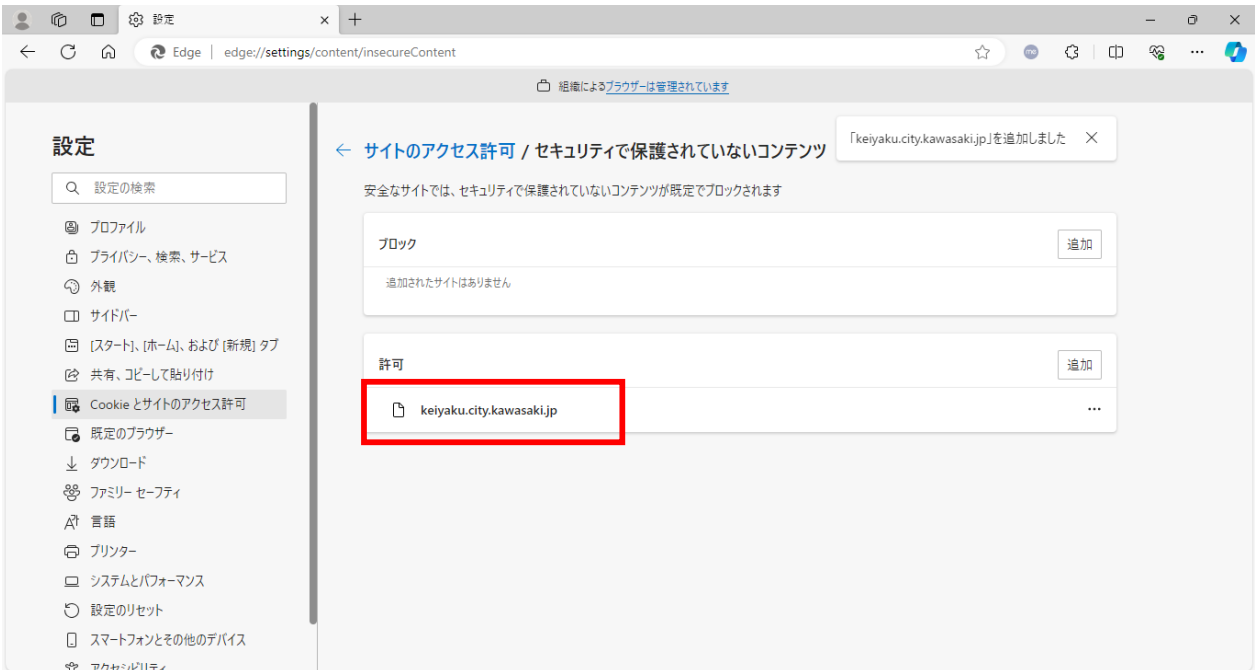 設定
Edge
edge://settings/content/insecureContent
組織によるブラウザーは管理されています
設定
設定の検索
プロファイル
プライバシー、検索、サービス
外観
サイドバー
[スタート]、[ホーム]、および [新規] タブ
共有、コピーして貼り付け
Cookie とサイトのアクセス許可
既定のブラウザー
ダウンロード
ファミリー セーフティ
言語
プリンター
システムとパフォーマンス
設定のリセット
スマートフォンとその他のデバイス
アクセシビリティ
サイトのアクセス許可 / セキュリティで保護されていないコンテンツ
「keiyaku.city.kawasaki.jp」を追加しました
安全なサイトでは、セキュリティで保護されていないコンテンツが既定でブロックされます
ブロック
追加
追加されたサイトはありません
許可
追加
keiyaku.city.kawasaki.jp